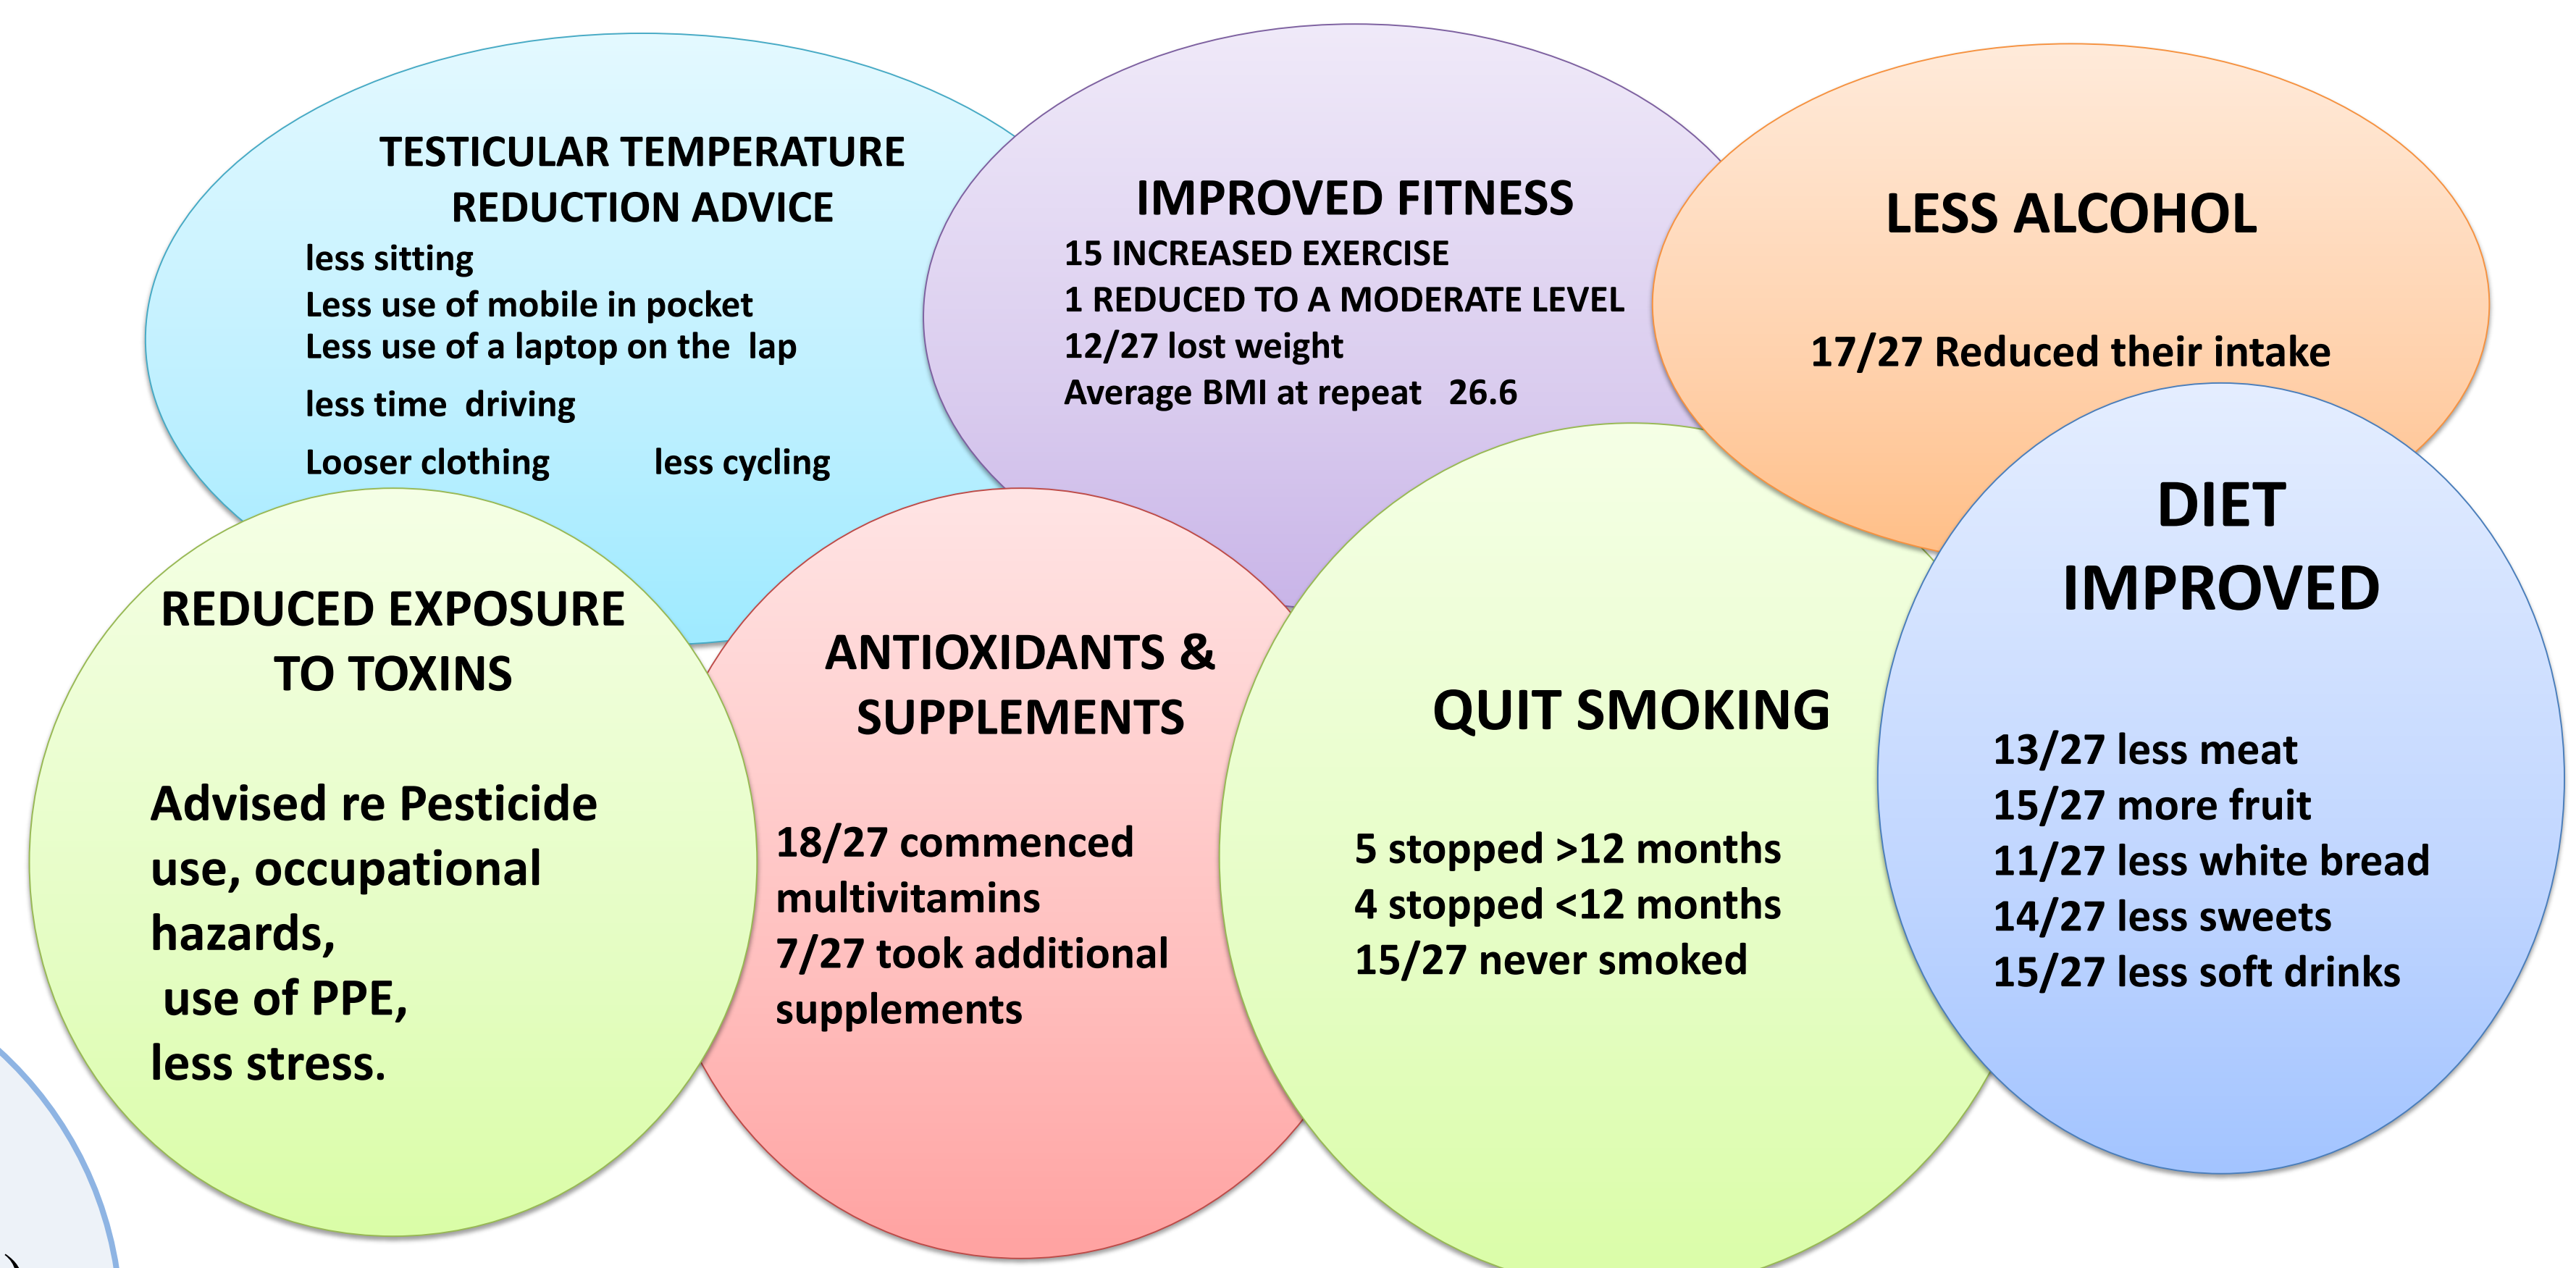 TESTICULAR TEMPERATURE
REDUCTION ADVICE
less sitting
Less use of mobile in pocket
Less use of a laptop on the lap
less time driving
Looser clothing less cycling
IMPROVED FITNESS
15 INCREASED EXERCISE
1 REDUCED TO A MODERATE LEVEL
12/27 lost weight
Average BMI at repeat 26.6
LESS ALCOHOL
17/27 Reduced their intake
REDUCED EXPOSURE
TO TOXINS
Advised re Pesticide
use, occupational
hazards,
use of PPE,
less stress.
ANTIOXIDANTS &
SUPPLEMENTS
18/27 commenced
multivitamins
7/27 took additional
supplements
QUIT SMOKING
5 stopped >12 months
4 stopped <12 months
15/27 never smoked
DIET
IMPROVED
13/27 less meat
15/27 more fruit
11/27 less white bread
14/27 less sweets
15/27 less soft drinks
)